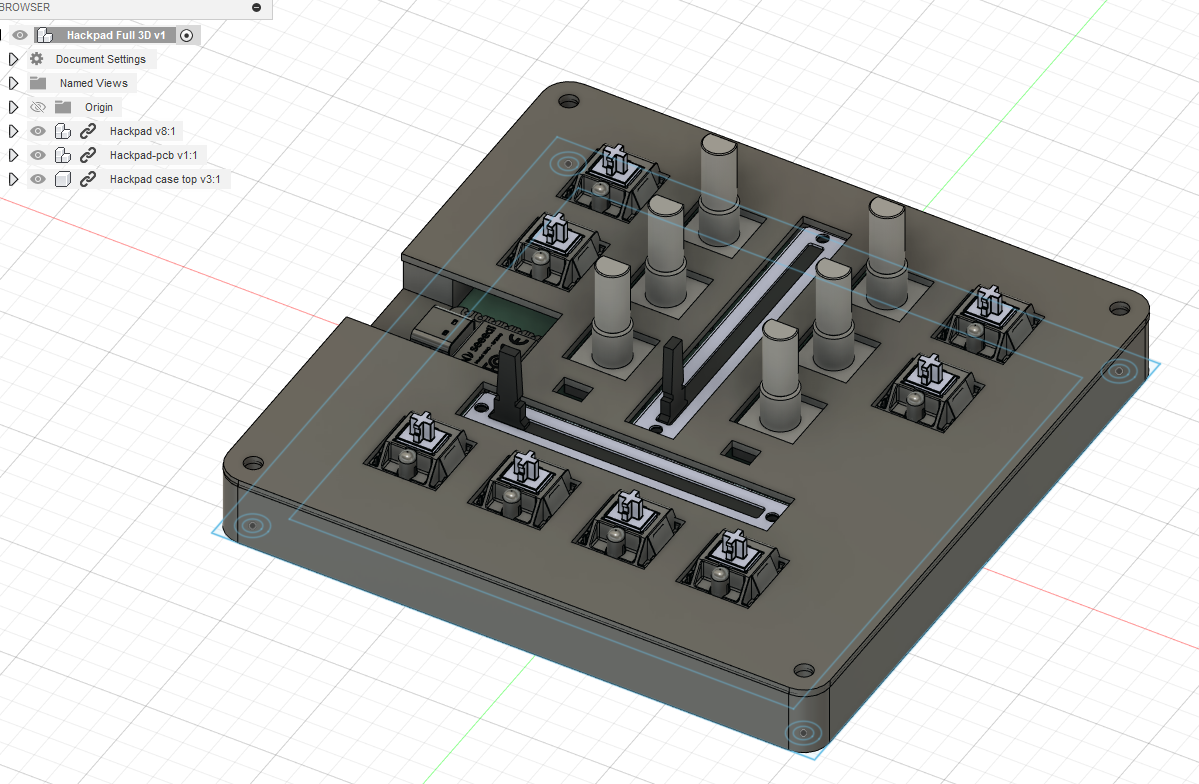 BROWSER
Hackpad Full 3D v1
Document Settings
Named Views
Origin
Hackpad v8:1
Hackpad-pcb v1:1
Hackpad case top v3:1